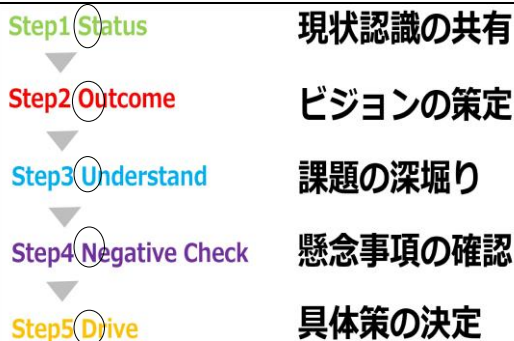 Step1 Status 現状認識の共有
Step2 Outcome ビジョンの策定
Step3 Understand 課題の深堀り
Step4 Negative Check 懸念事項の確認
Step5 Drive 具体策の決定